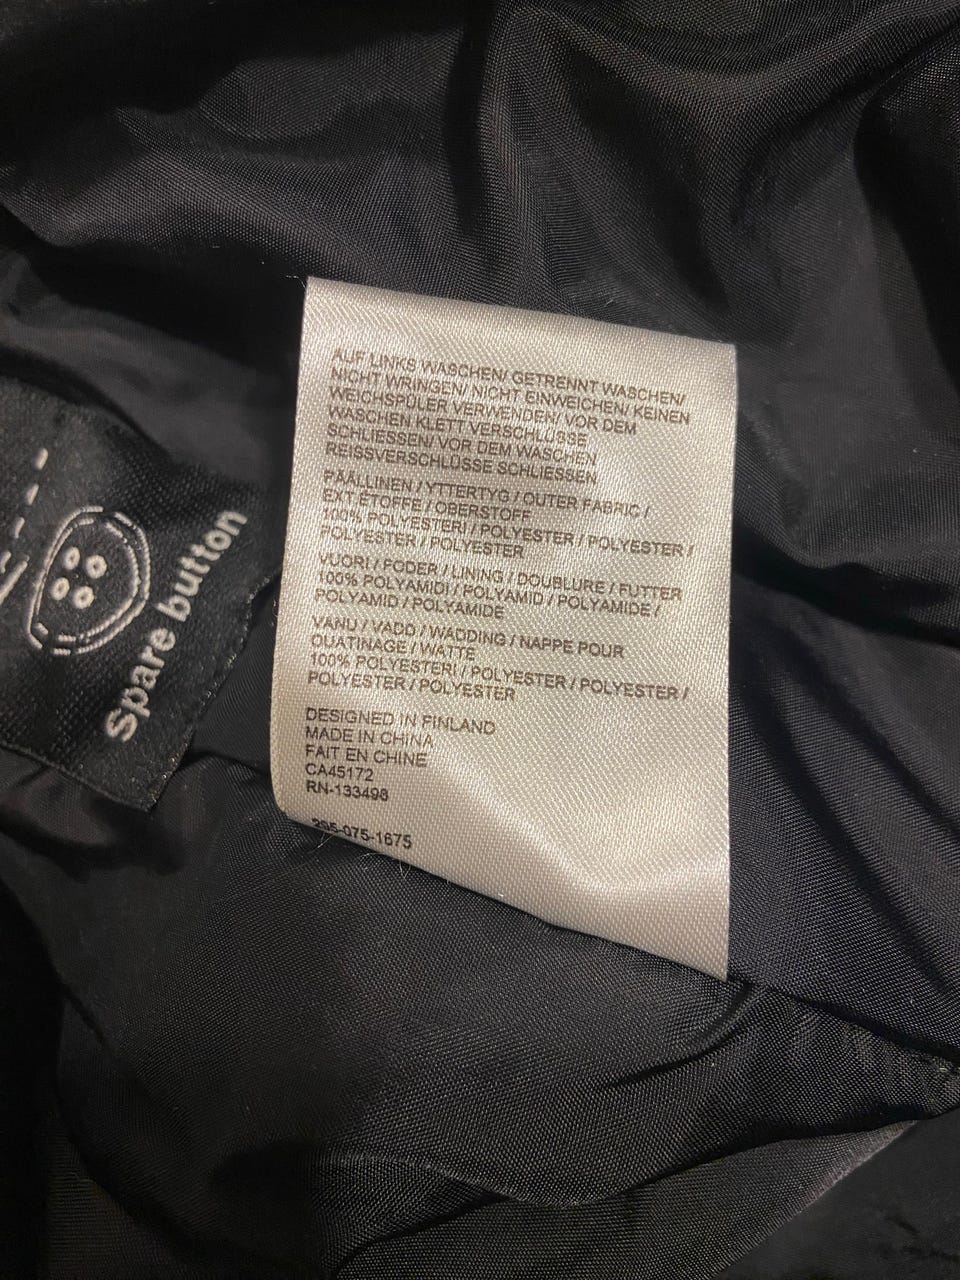 AUF LINKS WASCHEN/ GETRENNT WASCHEN/
NICHT WRINGEN/ NICHT EINWEICHEN/ KEINEN
WEICHSPÜLER VERWENDEN/ VOR DEM
WASCHEN KLETT VERSCHLÜSSE
SCHLIESSEN/ VOR DEM WASCHEN
REISSVERSCHLÜSSE SCHLIESSEN
PÄÄLLINEN / YTTERTYG / OUTER FABRIC /
EXT ÉTOFFE / OBERSTOFF
100% POLYESTERI / POLYESTER / POLYESTER /
POLYESTER / POLYESTER
VUORI / FODER / LINING / DOUBLURE / FUTTER
100% POLYAMIDI / POLYAMID / POLYAMIDE /
POLYAMID / POLYAMIDE
VANU / VADD / WADDING / NAPPE POUR
OUATINAGE / WATTE
100% POLYESTERI / POLYESTER / POLYESTER /
POLYESTER / POLYESTER
DESIGNED IN FINLAND
MADE IN CHINA
FAIT EN CHINE
CA45172
RN-133498
295-075-1675
Spare button